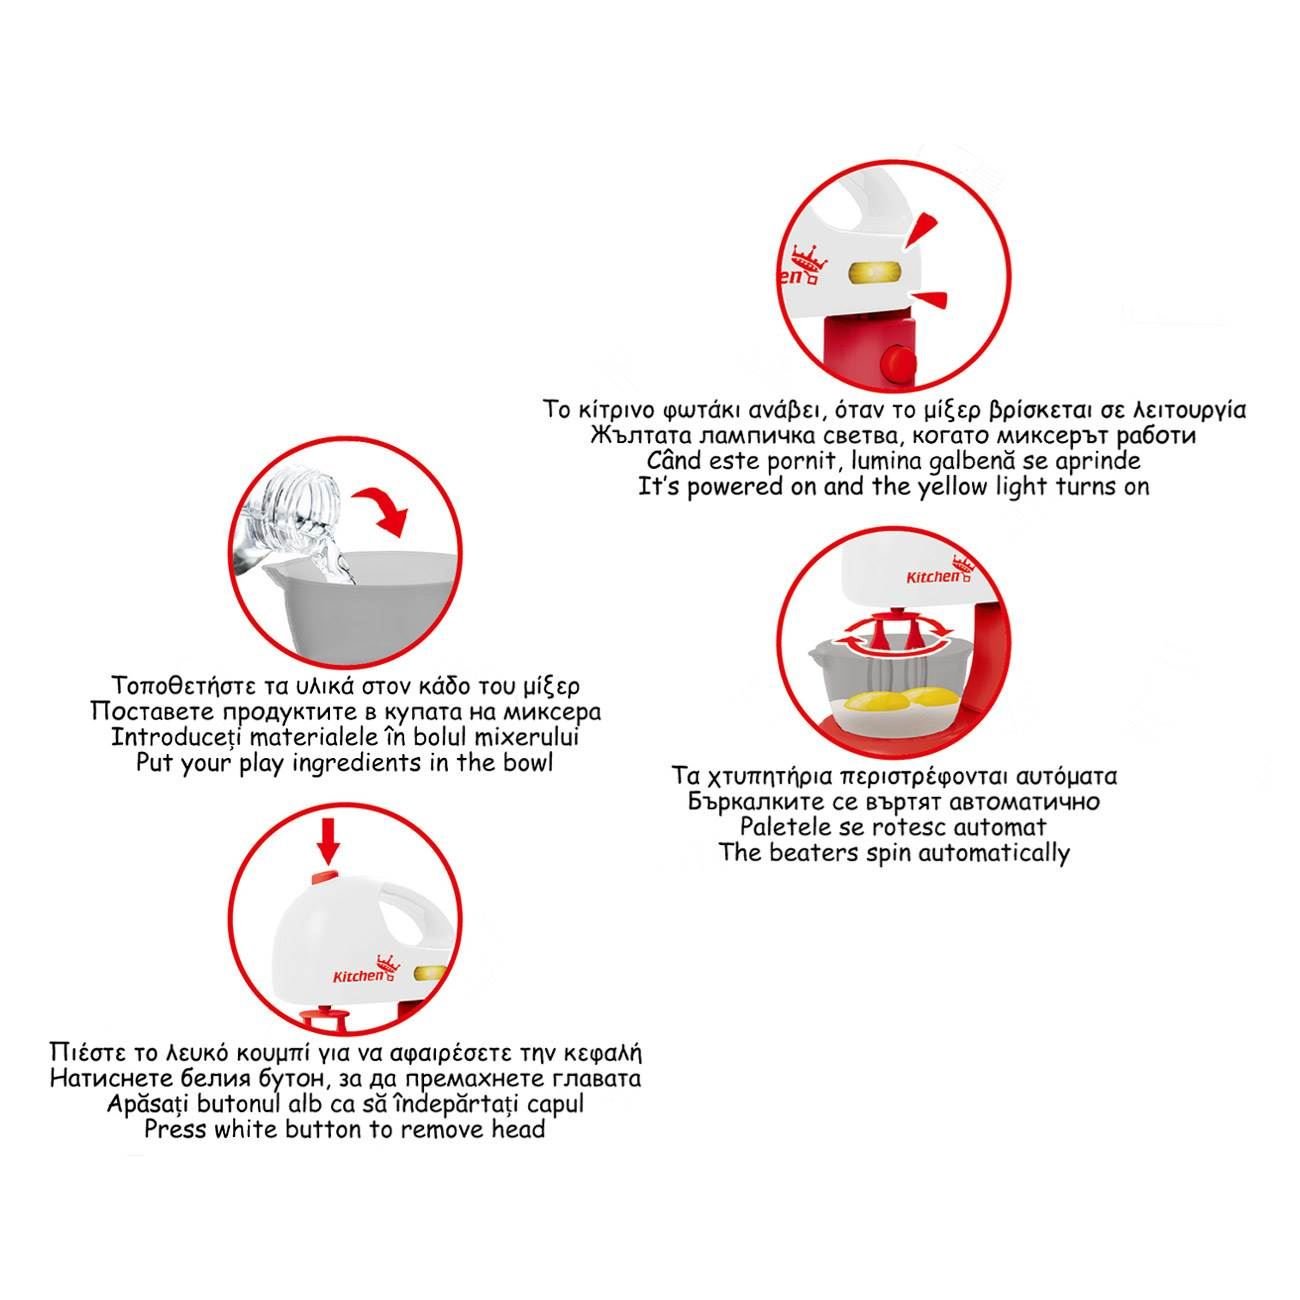 en
Το κίτρινο φωτάκι ανάβει, όταν το μίξερ βρίσκεται σε λειτουργία
Жълтата лампичка светва, когато миксерът работи
Când este pornit, lumina galbenă se aprinde
It's powered on and the yellow light turns on
Τοποθετήστε τα υλικά στον κάδο του μίξερ
Поставете продуктите в купата на миксера
Introduceți materialele în bolul mixerului
Put your play ingredients in the bowl
Kitchen
Τα χτυπητήρια περιστρέφονται αυτόματα
Бъркалките се въртят автоматично
Paletele se rotesc automat
The beaters spin automatically
Kitchen
Πιέστε το λευκό κουμπί για να αφαιρέσετε την κεφαλή
Натиснете белия бутон, за да премахнете главата
Apăsați butonul alb ca să îndepărtați capul
Press white button to remove head